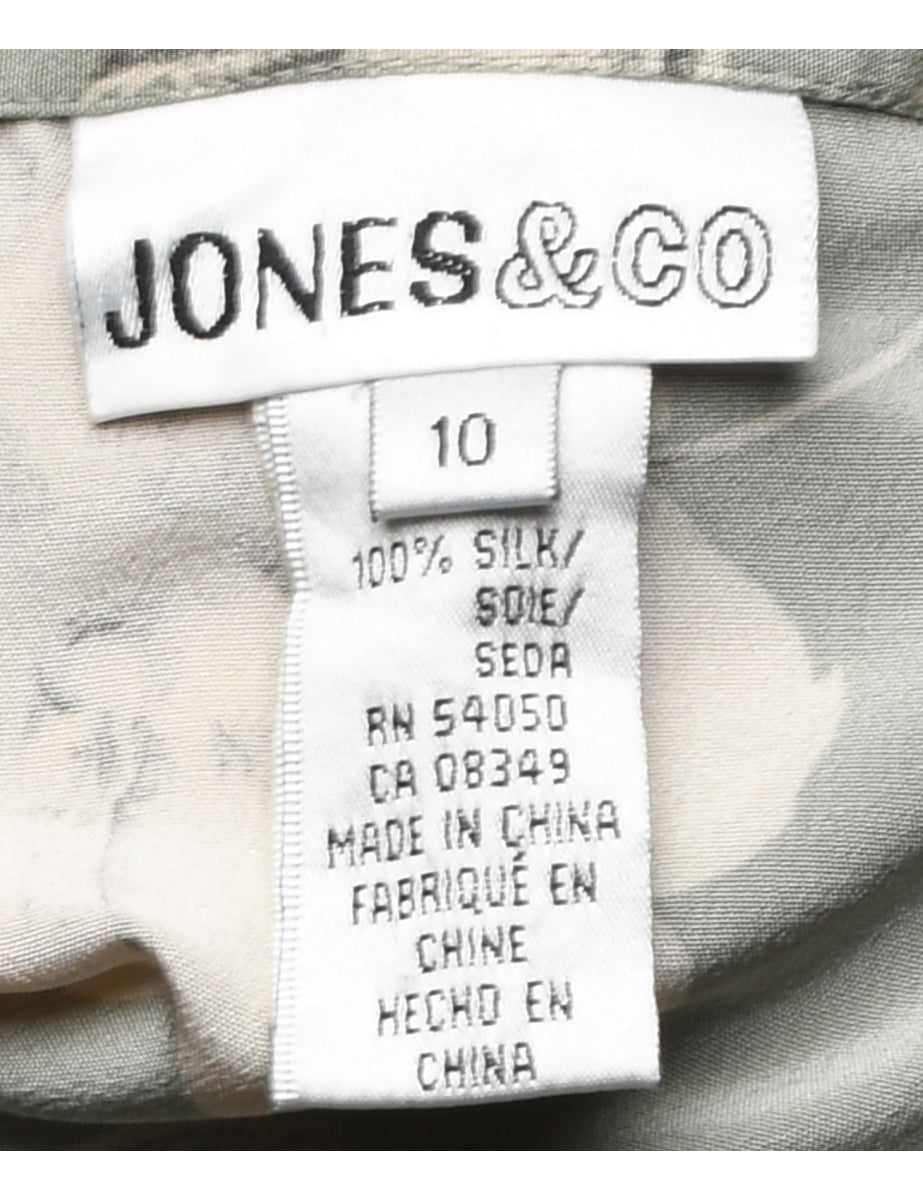 JONES&CO
10
100% SILK/
SOIE/
SEDA
RN 54050
CA 08349
MADE IN CHINA
FABRIQUÉ EN
CHINE
HECHO EN
CHINA